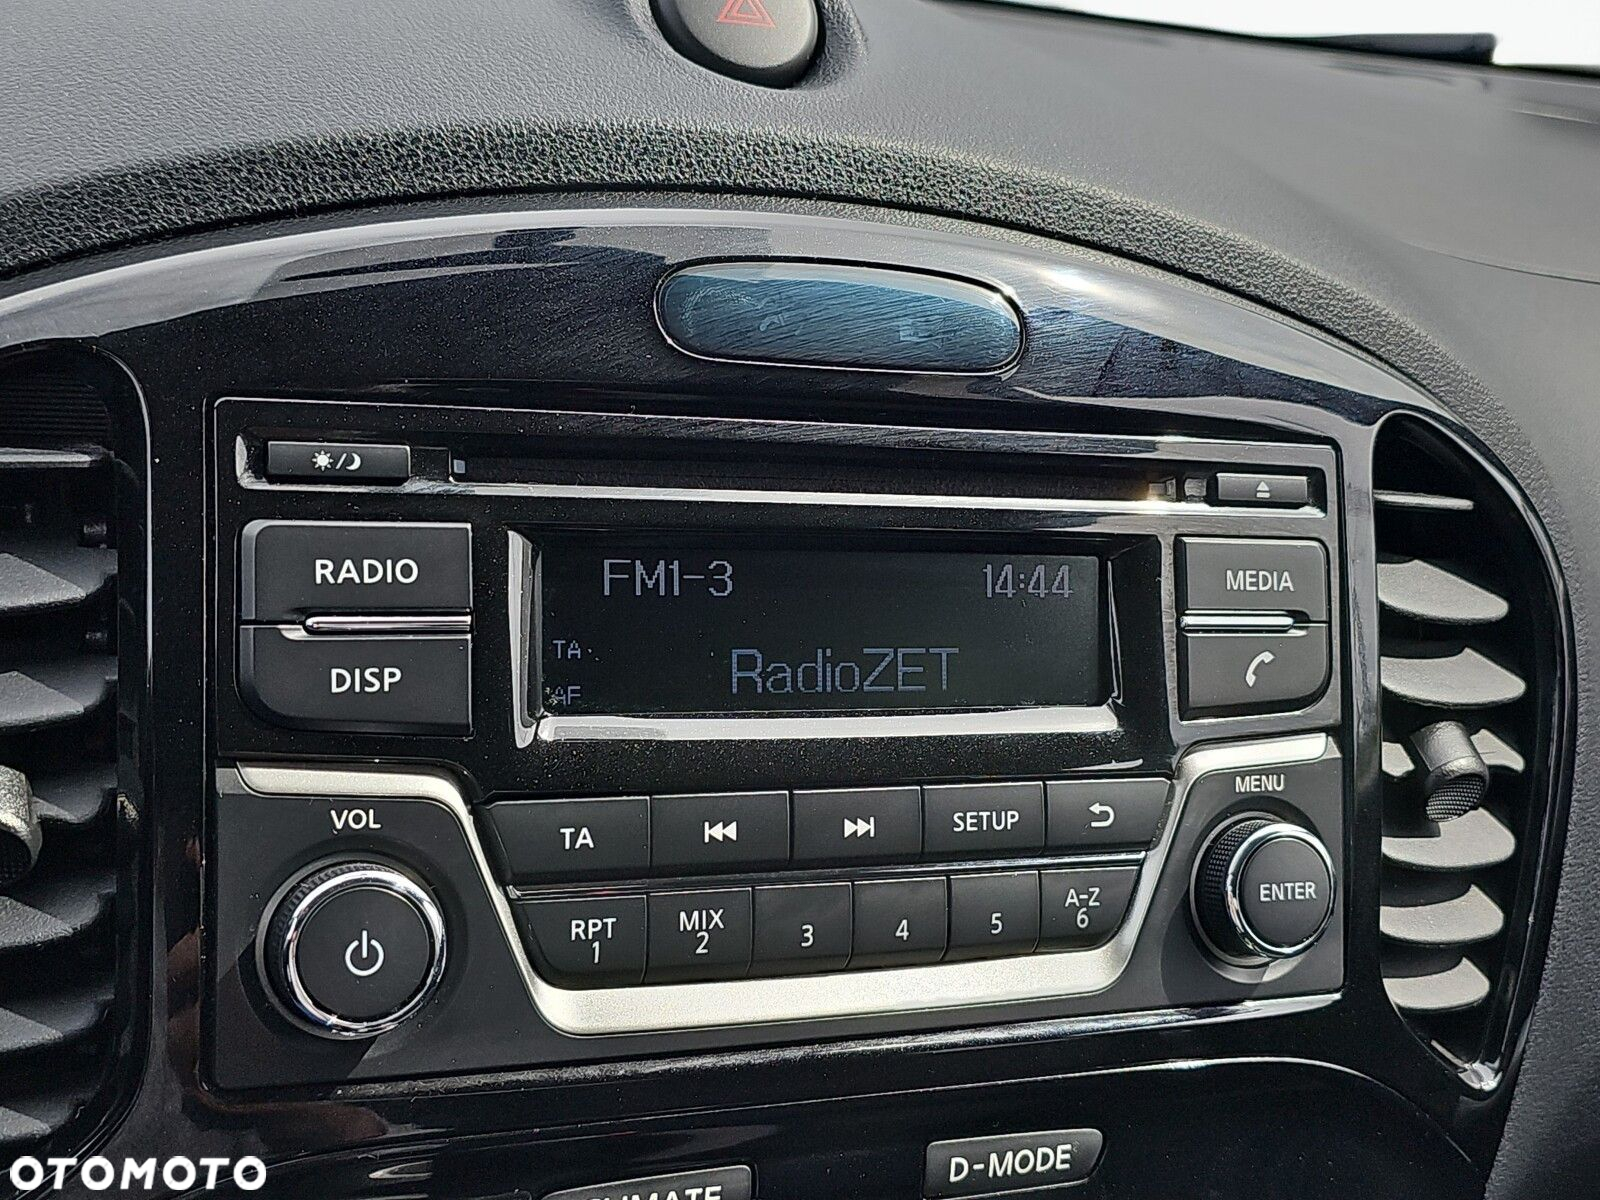 RADIO
DISP
FM1-3 14:44
TA
AF
RadioZET
MEDIA
VOL
MENU
TA
SETUP
ENTER
RPT
1
MIX
2
3
4
5
A-Z
6
D-MODE
OTOMOTO